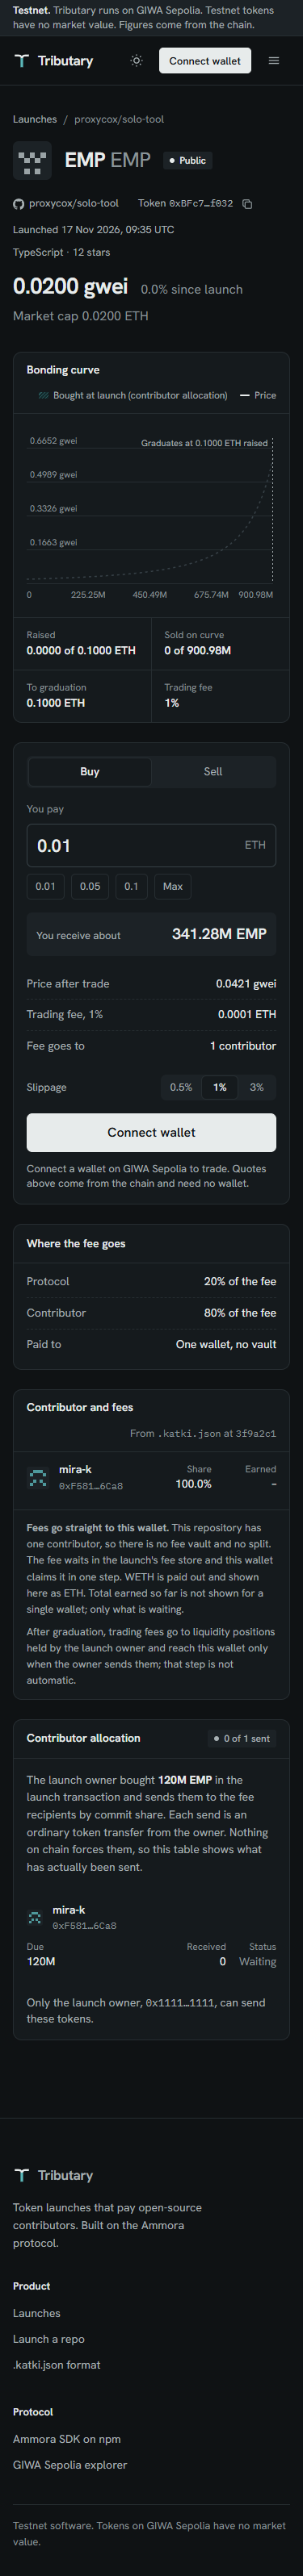 Testnet. Tributary runs on GIWA Sepolia. Testnet tokens
have no market value. Figures come from the chain.
Tributary
Connect wallet
Launches / proxycox/solo-tool
EMP EMP
Public
proxycox/solo-tool
Token 0xBFc7…f032
Launched 17 Nov 2026, 09:35 UTC
TypeScript · 12 stars
0.0200 gwei 0.0% since launch
Market cap 0.0200 ETH
Bonding curve
Bought at launch (contributor allocation)
Price
Graduates at 0.1000 ETH raised
0.6652 gwei
0.4989 gwei
0.3326 gwei
0.1663 gwei
0 225.25M 450.49M 675.74M 900.98M
Raised
0.0000 of 0.1000 ETH
Sold on curve
0 of 900.98M
To graduation
0.1000 ETH
Trading fee
1%
Buy
Sell
You pay
0.01 ETH
0.01 0.05 0.1 Max
You receive about 341.28M EMP
Price after trade 0.0421 gwei
Trading fee, 1% 0.0001 ETH
Fee goes to 1 contributor
Slippage 0.5% 1% 3%
Connect wallet
Connect a wallet on GIWA Sepolia to trade. Quotes
above come from the chain and need no wallet.
Where the fee goes
Protocol 20% of the fee
Contributor 80% of the fee
Paid to One wallet, no vault
Contributor and fees
From .katki.json at 3f9a2c1
mira-k
0xF581…6Ca8
Share
100.0%
Earned
–
Fees go straight to this wallet. This repository has
one contributor, so there is no fee vault and no split.
The fee waits in the launch's fee store and this wallet
claims it in one step. WETH is paid out and shown
here as ETH. Total earned so far is not shown for a
single wallet; only what is waiting.
After graduation, trading fees go to liquidity positions
held by the launch owner and reach this wallet only
when the owner sends them; that step is not
automatic.
Contributor allocation
0 of 1 sent
The launch owner bought 120M EMP in the
launch transaction and sends them to the fee
recipients by commit share. Each send is an
ordinary token transfer from the owner. Nothing
on chain forces them, so this table shows what
has actually been sent.
mira-k
0xF581…6Ca8
Due
120M
Received
0
Status
Waiting
Only the launch owner, 0x1111…1111, can send
these tokens.
Tributary
Token launches that pay open-source
contributors. Built on the Ammora
protocol.
Product
Launches
Launch a repo
.katki.json format
Protocol
Ammora SDK on npm
GIWA Sepolia explorer
Testnet software. Tokens on GIWA Sepolia have no market
value.